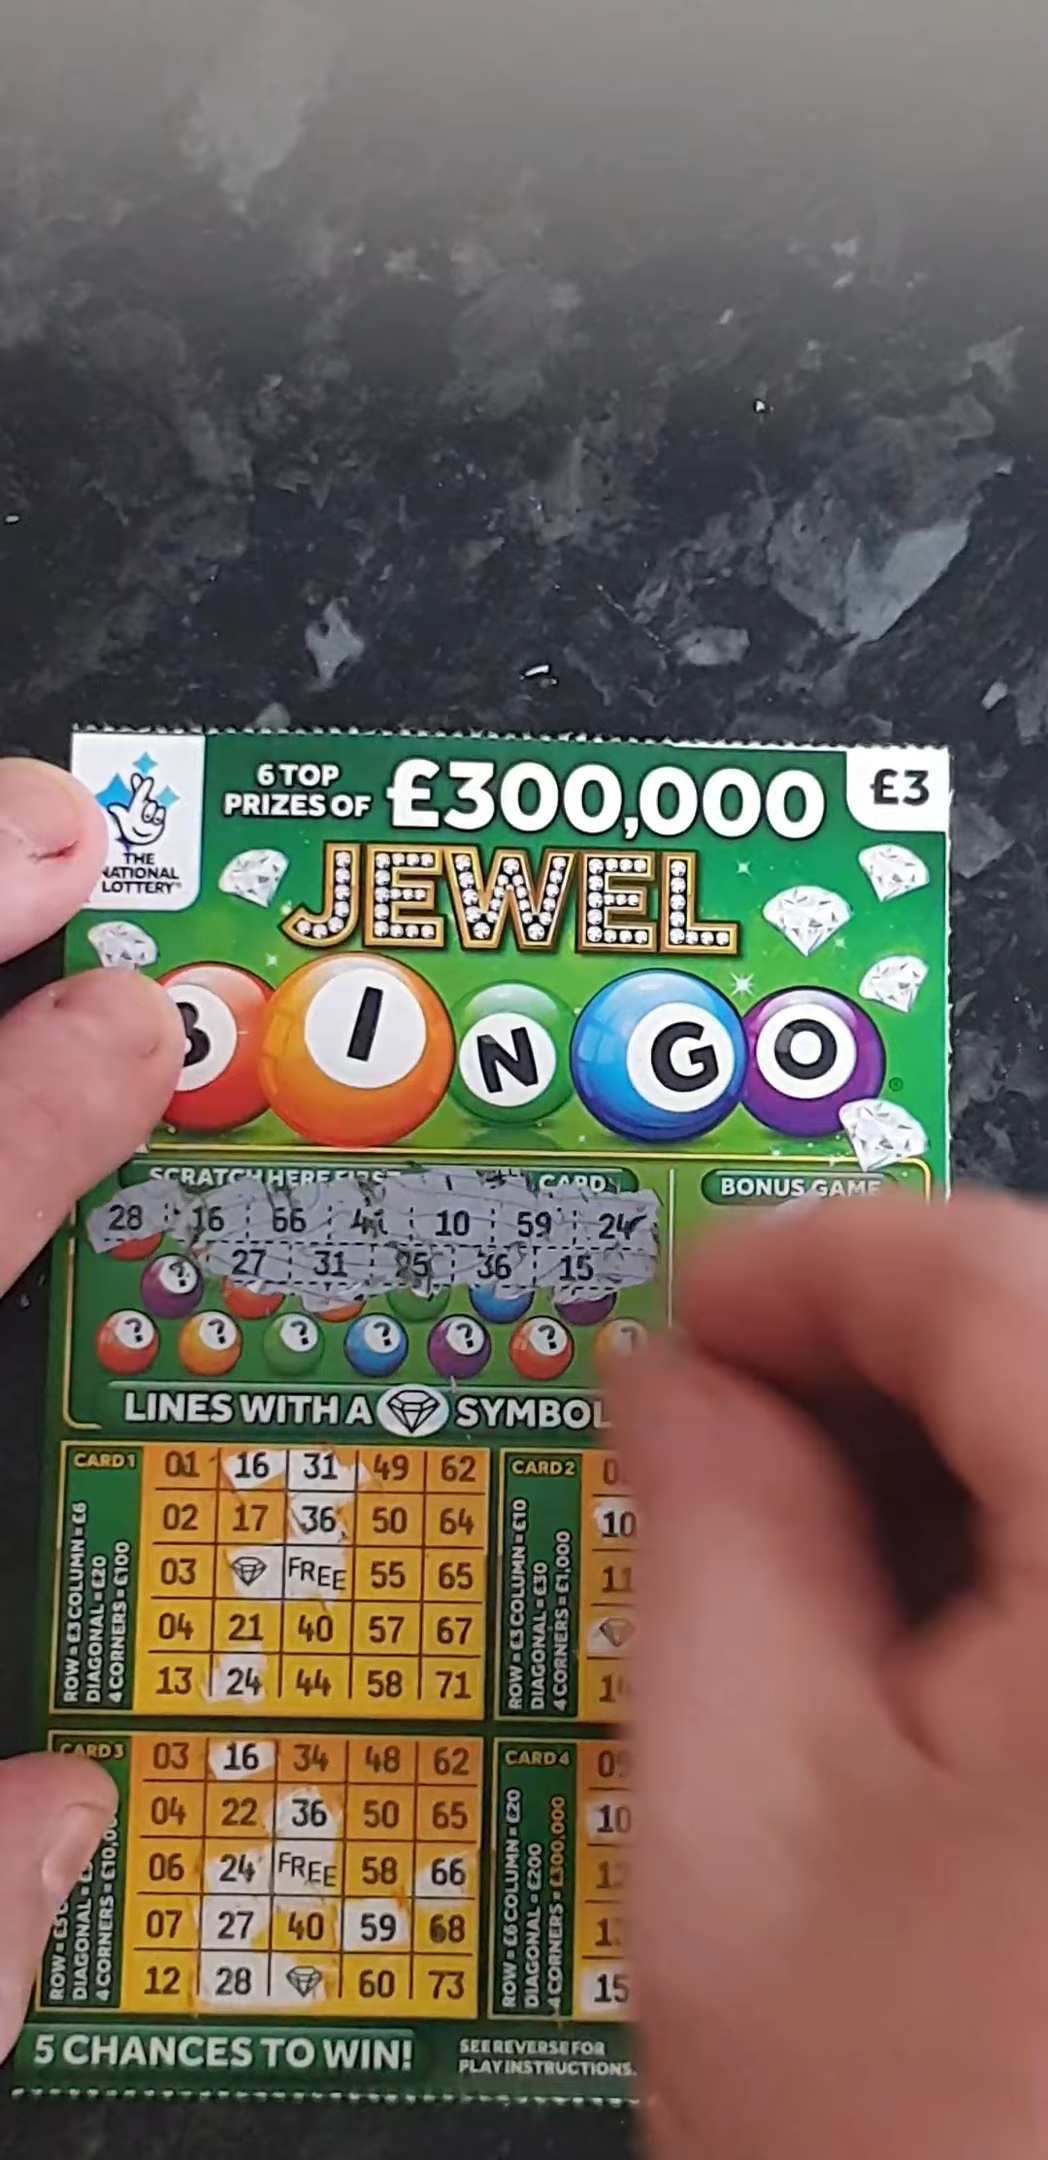 6 TOP
PRIZES OF £300,000
£3
THE
NATIONAL
LOTTERY
JEWEL
BINGO
SCRATCH HERE FIRST
CARD
BONUS GAME
28 16 66 10 59 24
27 31 36 15
? ? ? ? ? ? ?
LINES WITH A SYMBOL
CARD 1
ROW = £3 COLUMN = £6
DIAGONAL = £20
4 CORNERS = £100
01 16 31 49 62
02 17 36 50 64
03 FREE 55 65
04 21 40 57 67
13 24 44 58 71
CARD 2
ROW = £3 COLUMN = £10
DIAGONAL = £30
4 CORNERS = £1,000
10
11
CARD 3
03 16 34 48 62
04 22 36 50 65
06 24 FREE 58 66
07 27 40 59 68
12 28 60 73
CARD 4
ROW = £6 COLUMN = £20
DIAGONAL = £200
4 CORNERS = £300,000
10
15
5 CHANCES TO WIN!
SEE REVERSE FOR
PLAY INSTRUCTIONS.